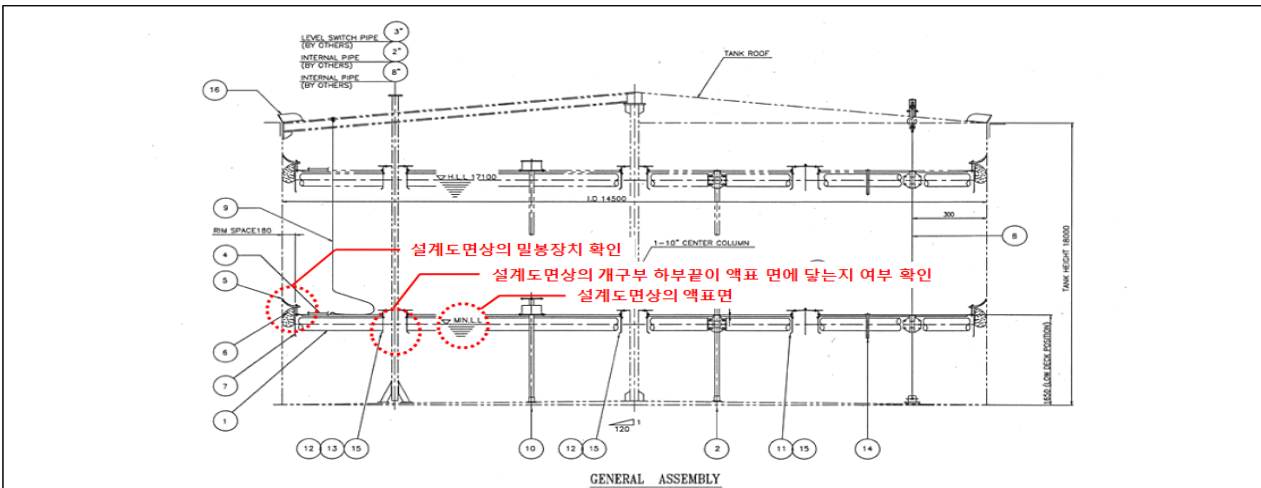 LEVEL SWITCH PIPE
(BY OTHERS)
3"
INTERNAL PIPE
(BY OTHERS)
2"
INTERNAL PIPE
(BY OTHERS)
8"
TANK ROOF
16
H.L.L 17100
I.D 14500
9
RIM SPACE180
300
8
1-10" CENTER COLUMN
TANK HEIGHT 18000
설계도면상의 밀봉장치 확인
설계도면상의 개구부 하부끝이 액표 면에 닿는지 여부 확인
설계도면상의 액표면
4
5
MIN.L.L
6
7
1
1650 (LOW DECK POSITION)
120
1
12 13 15
10
12 15
2
11 15
14
GENERAL ASSEMBLY